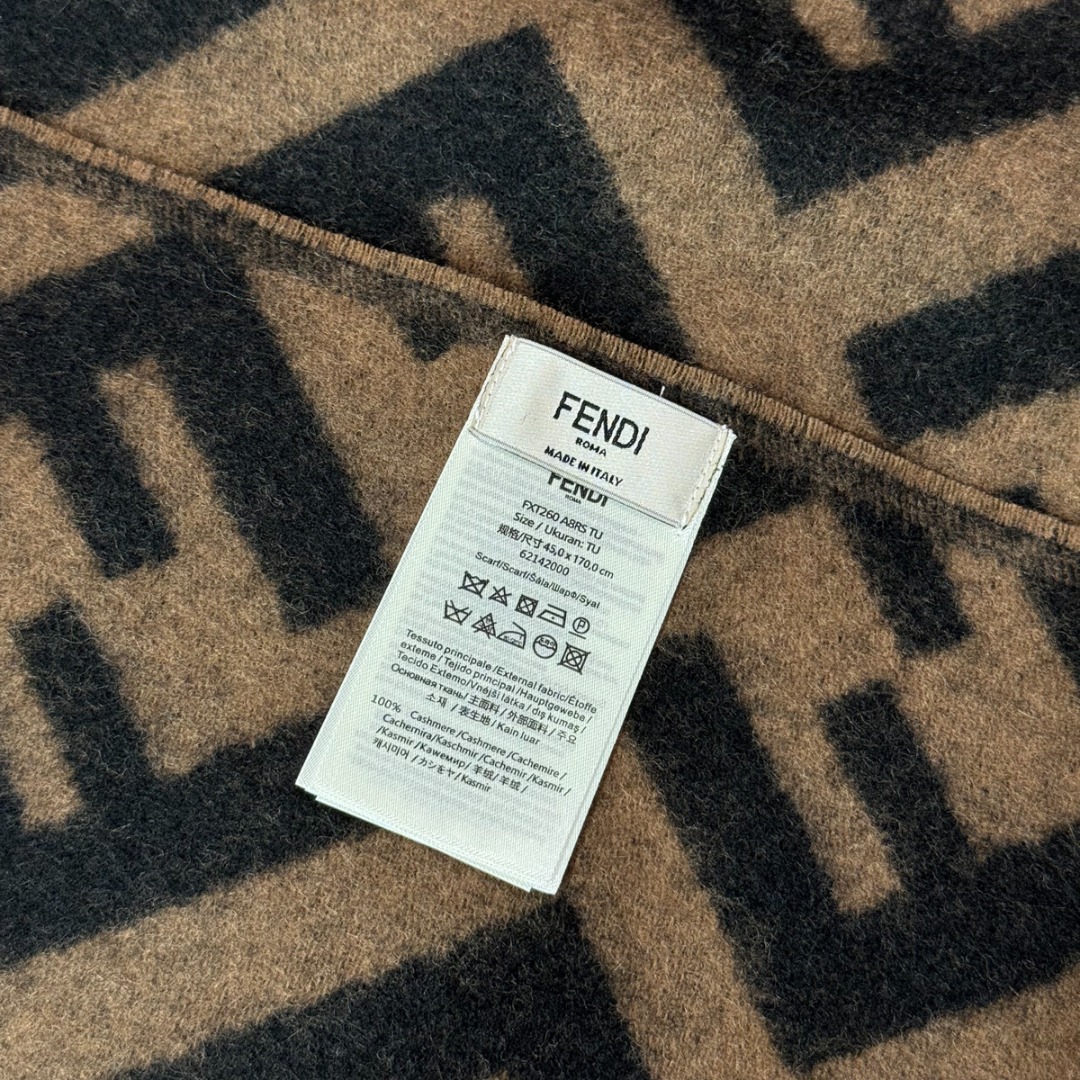 FENDI
ROMA
MADE IN ITALY
FENDI
ROMA
FXT260 A8RS TU
Size / Ukuran: TU
规格/尺寸 45,0 x 170,0 cm
62142000
Scarf/Scarf/Šála/Шарф/Syal
P
Tessuto principale /External fabric/Étoffe
externe / Tejido principal /Hauptgewebe /
Tecido Externo/Vnější látka / dış kumaş /
Основная ткань/ 主面料 / 外部面料 / 주요
소재 / 表生地/ Kain luar
100% Cashmere/Cashmere/Cachemire /
Cachemira/Kaschmir/Cachemir/Kaşmir /
/Kasmir/Кашемир/ 羊绒/ 羊绒 /
캐시미어 / カシミヤ/ Kasmir